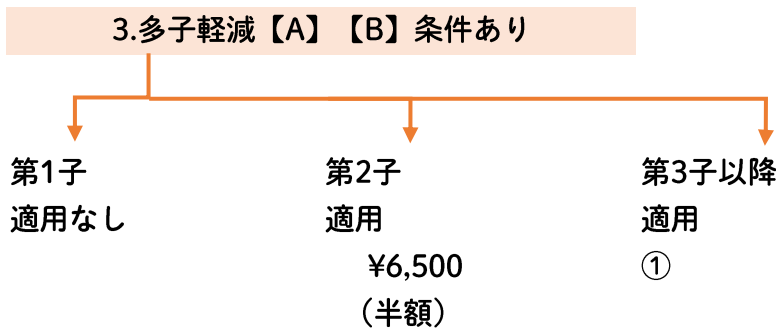 3.多子軽減【A】【B】条件あり
第1子
適用なし
第2子
適用
¥6,500
（半額）
第3子以降
適用
①